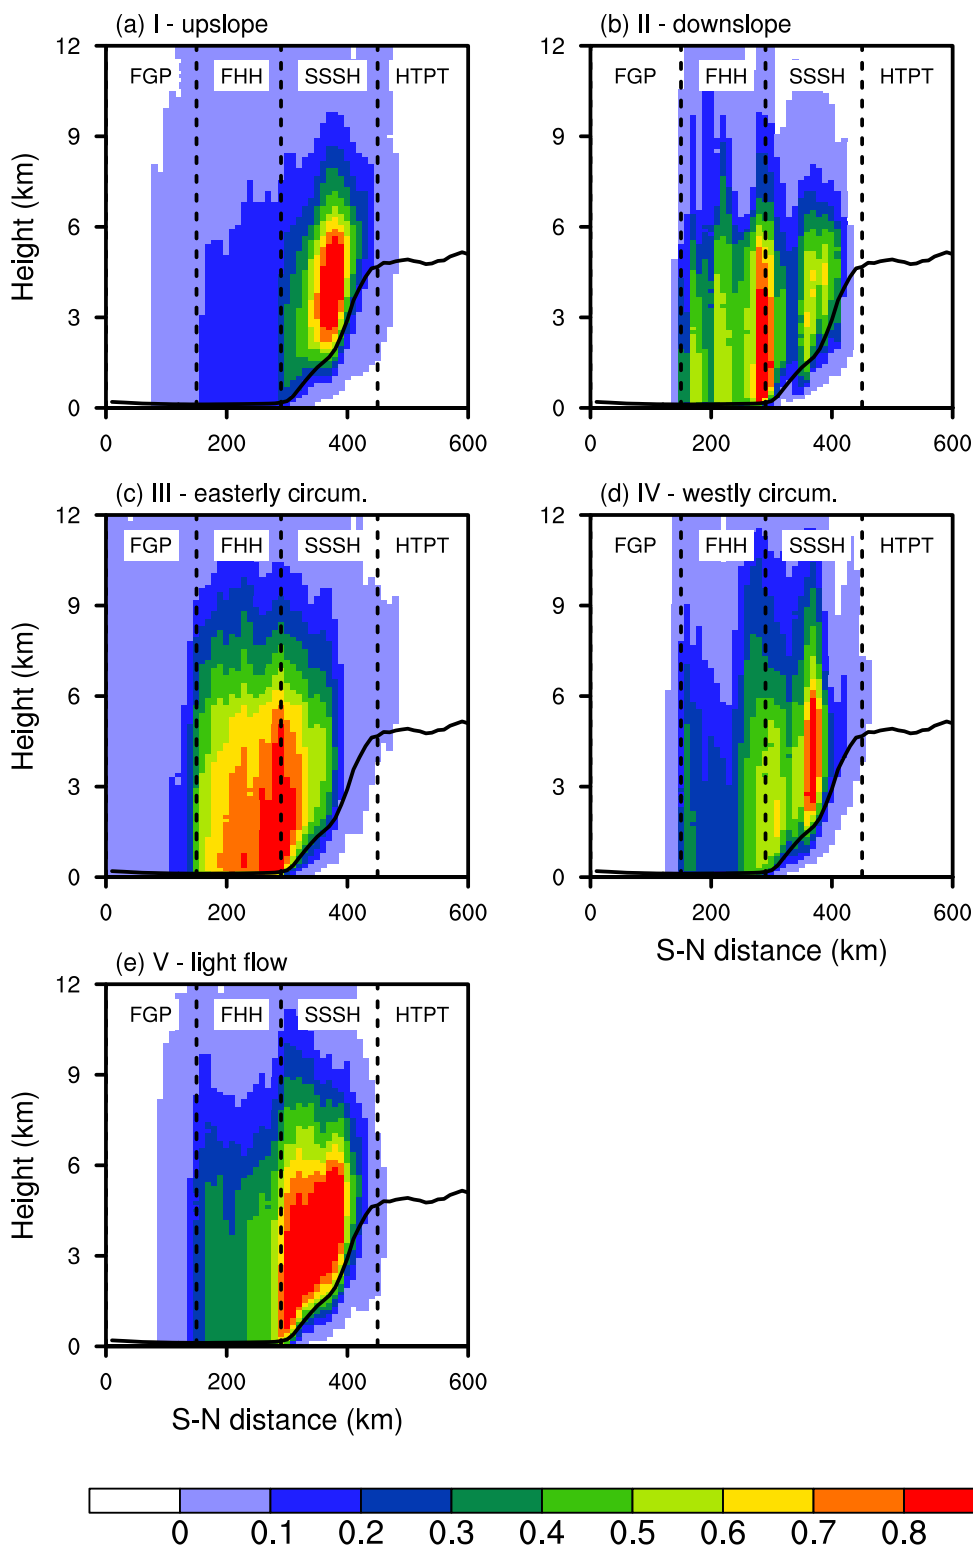 (a) I - upslope
(b) II - downslope
12 FGP FHH SSSH HTPT
12 FGP FHH SSSH HTPT
9
9
Height (km)
6
6
3
3
0
0
0 200 400 600
0 200 400 600
(c) III - easterly circum.
(d) IV - westly circum.
12 FGP FHH SSSH HTPT
12 FGP FHH SSSH HTPT
9
9
Height (km)
6
6
3
3
0
0
0 200 400 600
0 200 400 600
S-N distance (km)
(e) V - light flow
12 FGP FHH SSSH HTPT
9
Height (km)
6
3
0
0 200 400 600
S-N distance (km)
0 0.1 0.2 0.3 0.4 0.5 0.6 0.7 0.8